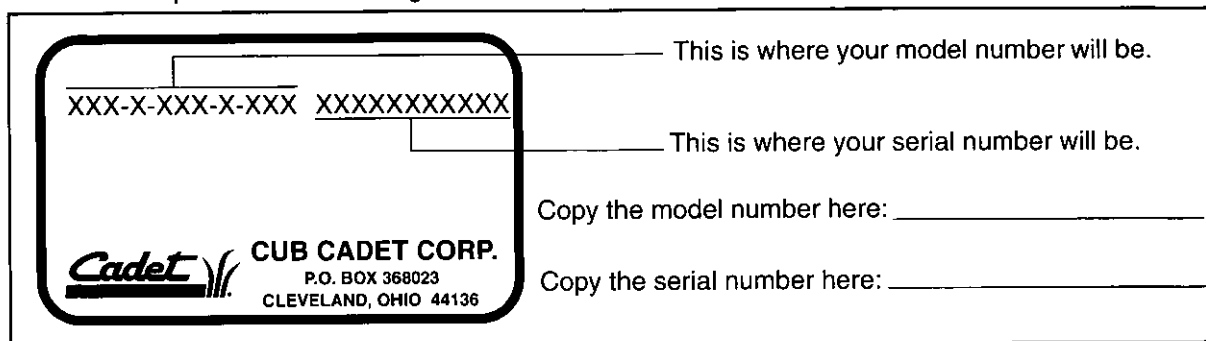 This is where your model number will be.
XXX-X-XXX-X-XXX XXXXXXXXXXX
This is where your serial number will be.
Copy the model number here:
Copy the serial number here:
Cadet
CUB CADET CORP.
P.O. BOX 368023
CLEVELAND, OHIO 44136